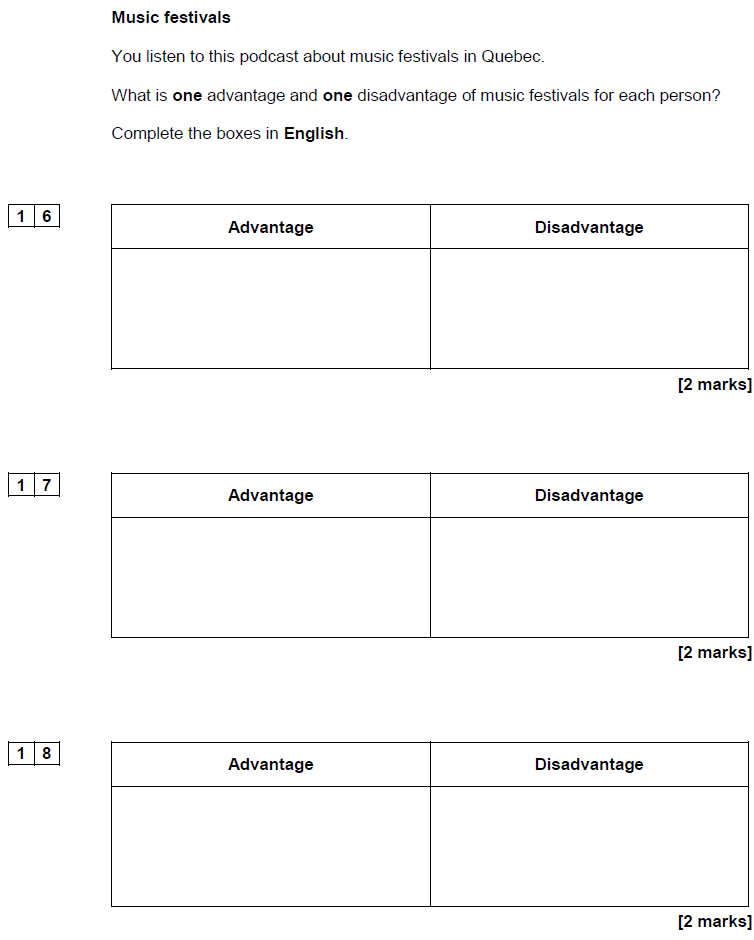 Music festivals
You listen to this podcast about music festivals in Quebec.
What is one advantage and one disadvantage of music festivals for each person?
Complete the boxes in English.
1 6
Advantage Disadvantage
[2 marks]
1 7
Advantage Disadvantage
[2 marks]
1 8
Advantage Disadvantage
[2 marks]